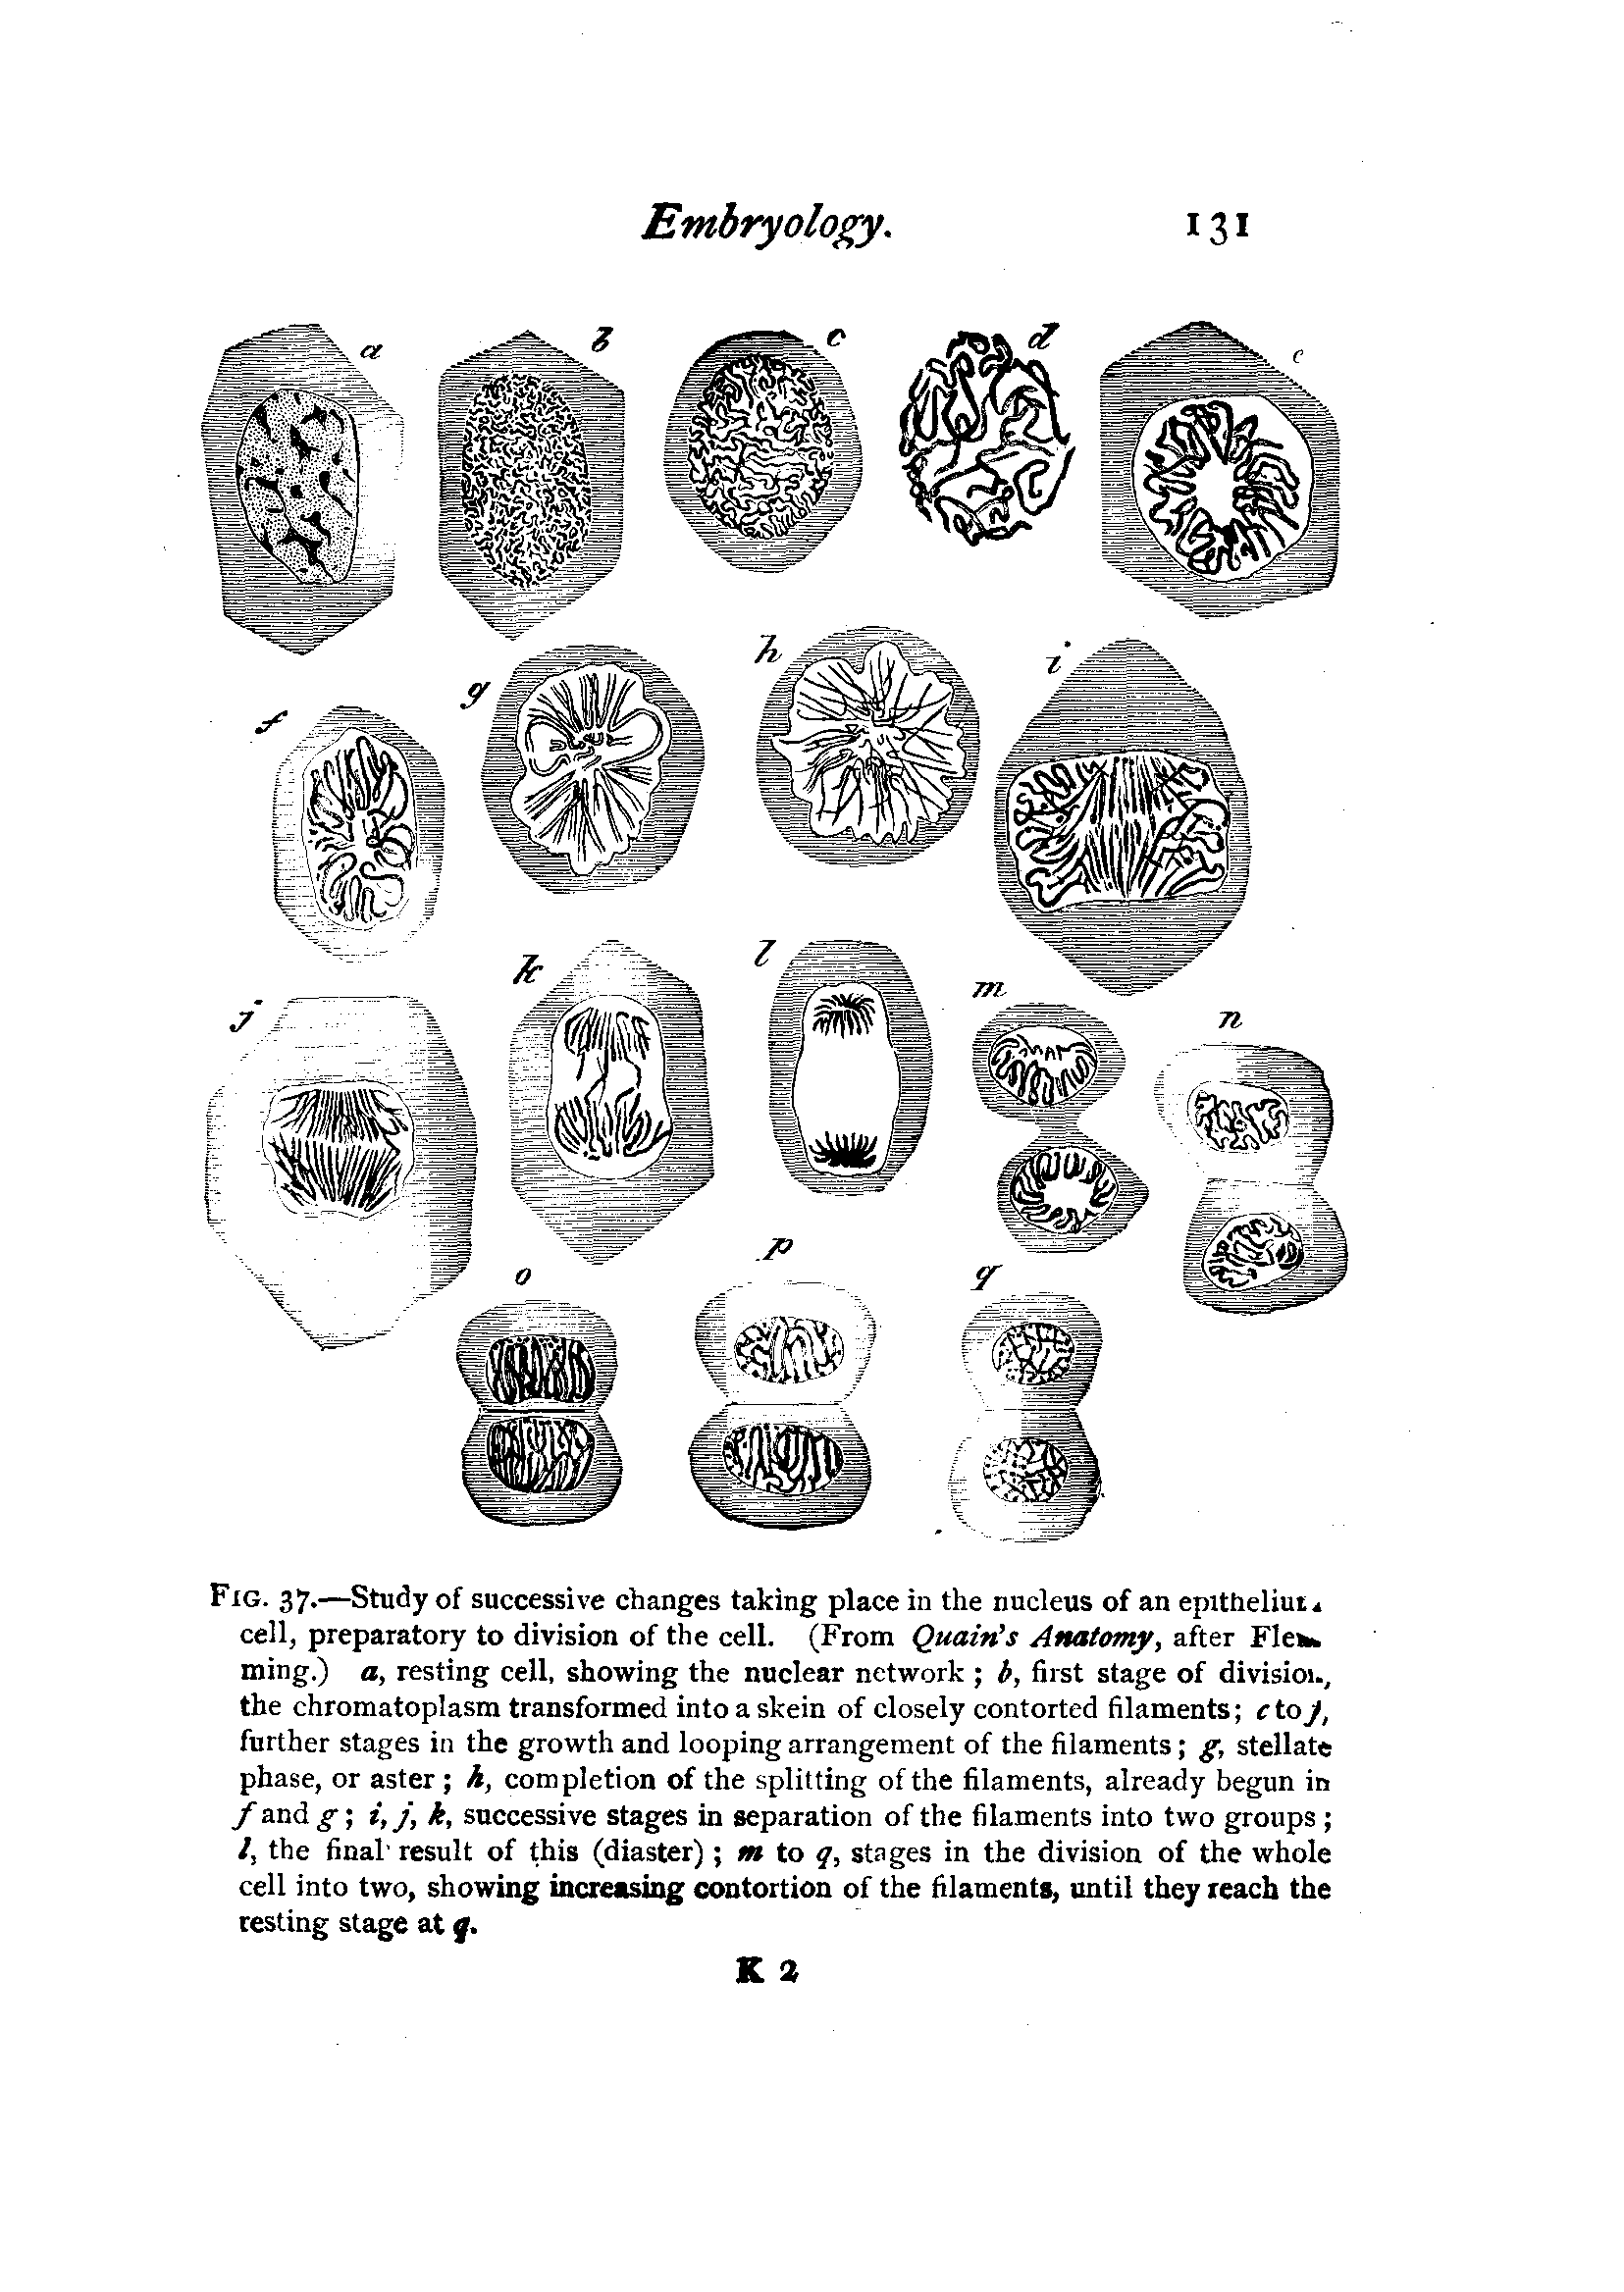 Embryology. 131
a b c d e
f g h i
j k l m n
o p q
FIG. 37.—Study of successive changes taking place in the nucleus of an
cell, preparatory to division of the cell. (From Quain's Anatomy, after Flem-
ming.) a, resting cell, showing the nuclear network ; b, first stage of division,
the chromatoplasm transformed into a skein of closely contorted filaments; c to f,
further stages in the growth and looping arrangement of the filaments ; g, stellate
phase, or aster ; h, completion of the splitting of the filaments, already begun in
f and g ; i, j, k, successive stages in separation of the filaments into two groups ;
l, the final result of this (diaster) ; m to q, stages in the division of the whole
cell into two, showing increasing contortion of the filaments, until they reach the
resting stage at q.
K 2